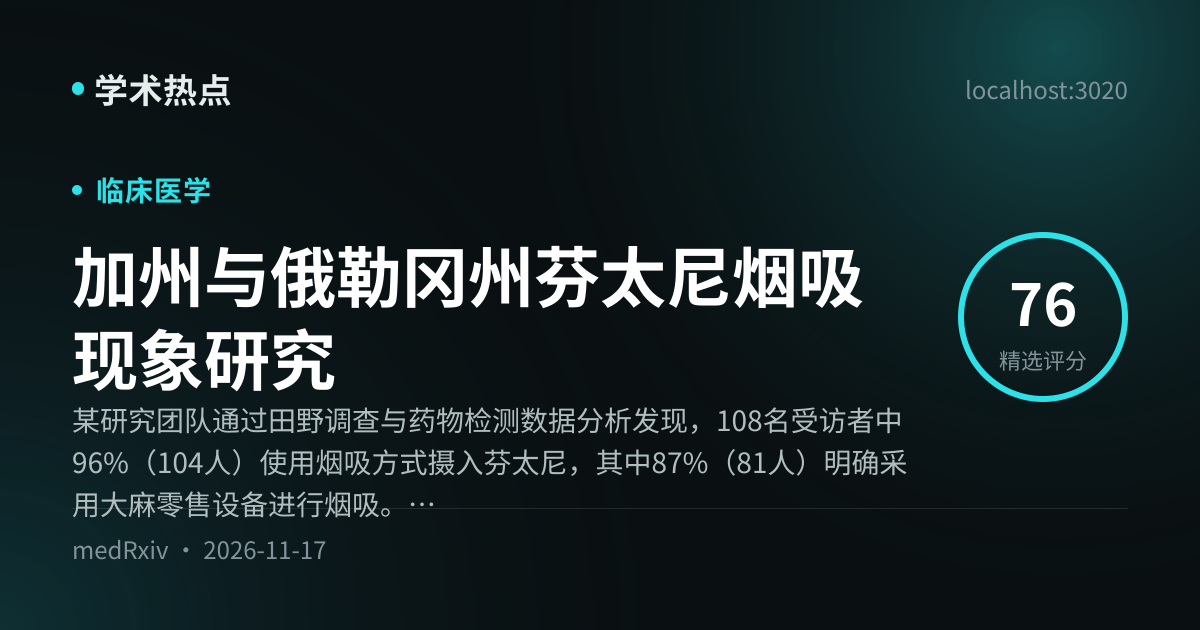 学术热点
localhost:3020
临床医学
加州与俄勒冈州芬太尼烟吸
现象研究
76
精选评分
某研究团队通过田野调查与药物检测数据分析发现，108名受访者中
96%（104人）使用烟吸方式摄入芬太尼，其中87%（81人）明确采
用大麻零售设备进行烟吸。…
medRxiv · 2026-11-17